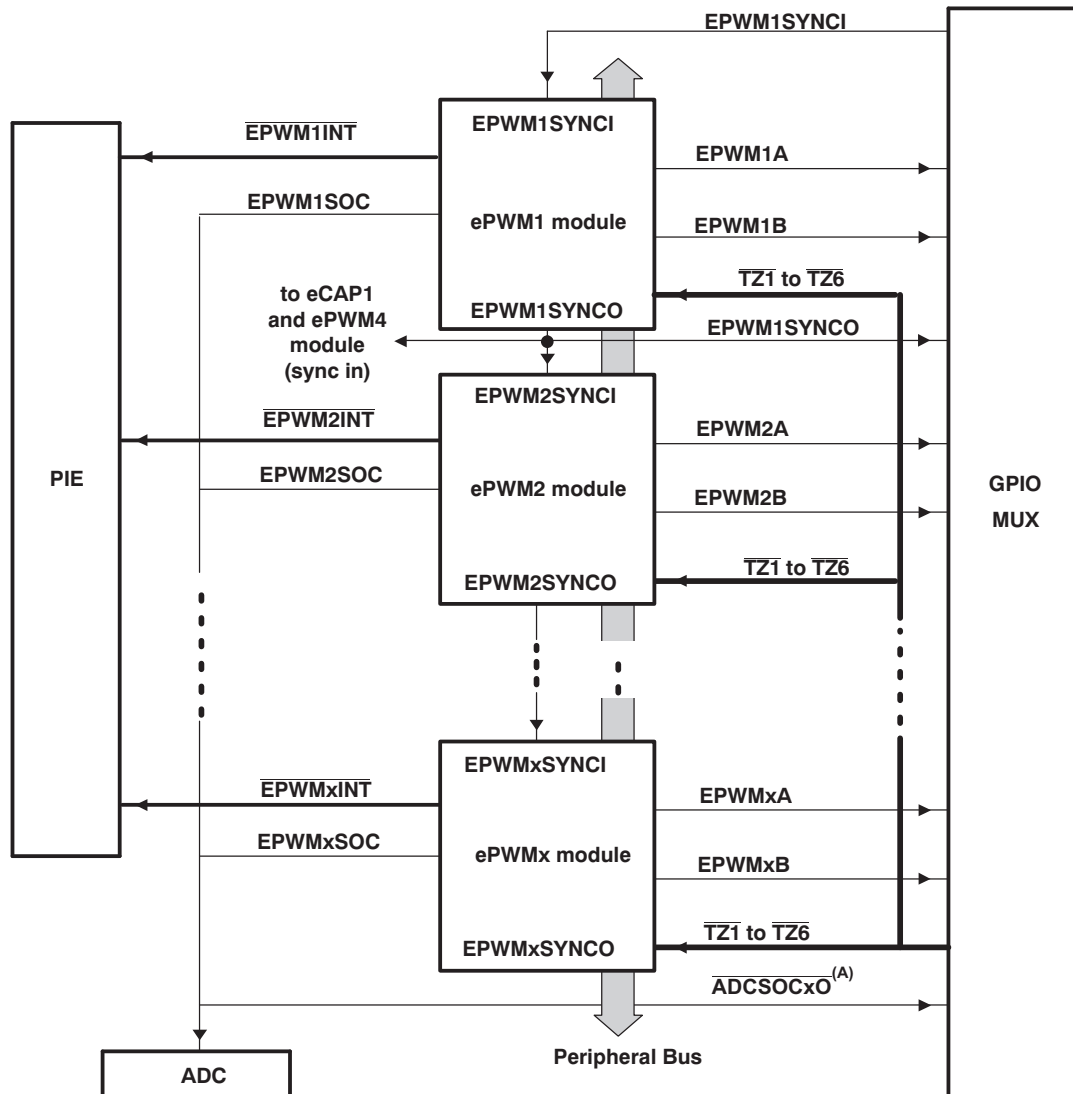 EPWM1SYNCI
EPWM1INT
EPWM1SYNCI
EPWM1A
EPWM1SOC
ePWM1 module
EPWM1B
TZ1 to TZ6
to eCAP1
and ePWM4
module
(sync in)
EPWM1SYNCO
EPWM1SYNCO
EPWM2SYNCI
EPWM2INT
EPWM2A
PIE
EPWM2SOC
ePWM2 module
EPWM2B
GPIO
MUX
TZ1 to TZ6
EPWM2SYNCO
EPWMxSYNCI
EPWMxINT
EPWMxA
EPWMxSOC
ePWMx module
EPWMxB
TZ1 to TZ6
EPWMxSYNCO
ADCSOCxO(A)
Peripheral Bus
ADC